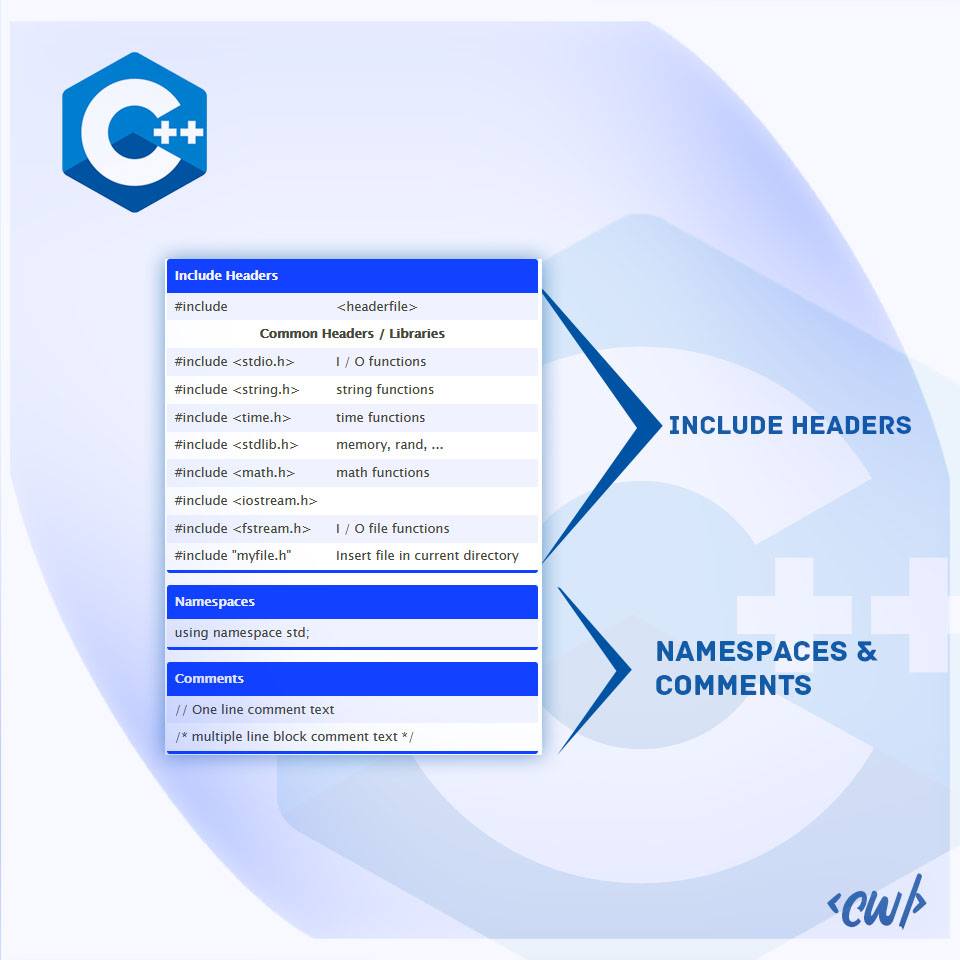 C++
Include Headers
#include <headerfile>
Common Headers / Libraries
#include <stdio.h> I / O functions
#include <string.h> string functions
#include <time.h> time functions
#include <stdlib.h> memory, rand, ...
#include <math.h> math functions
#include <iostream.h>
#include <fstream.h> I / O file functions
#include "myfile.h" Insert file in current directory
INCLUDE HEADERS
Namespaces
using namespace std;
Comments
// One line comment text
/* multiple line block comment text */
NAMESPACES &
COMMENTS
++
<cw/>